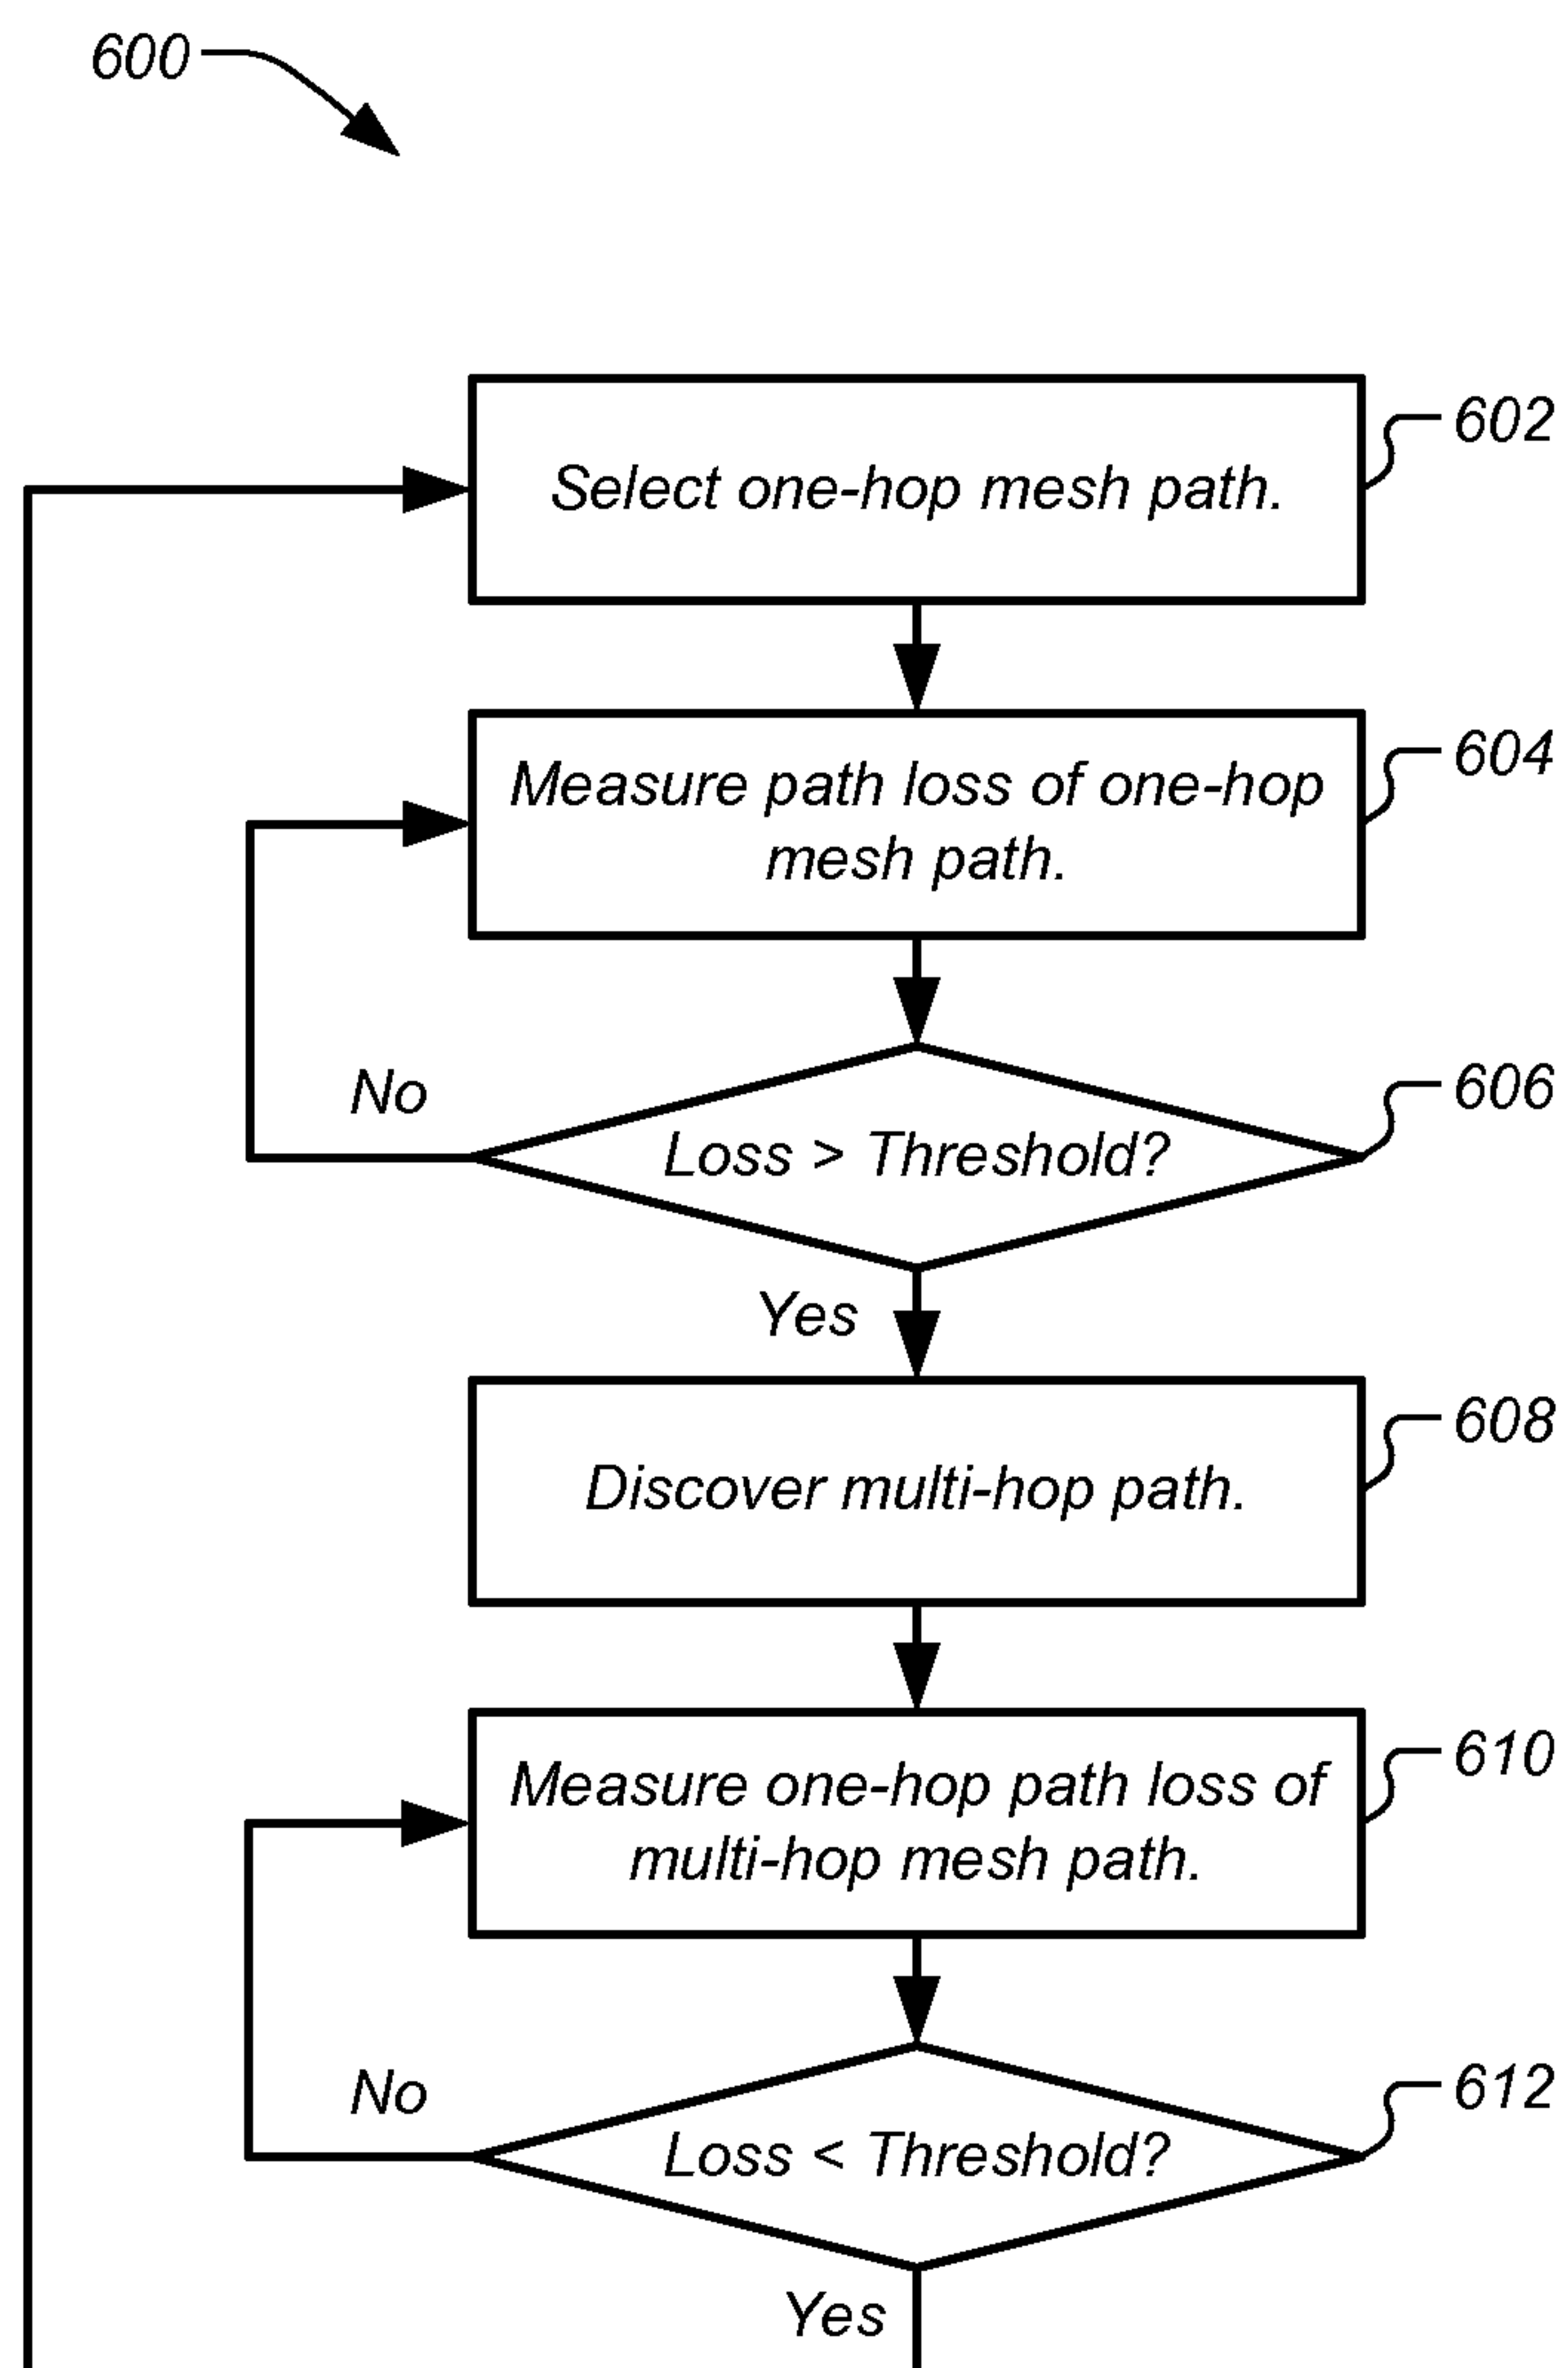 600
Select one-hop mesh path.
602
Measure path loss of one-hop
mesh path.
604
No
Loss > Threshold?
606
Yes
Discover multi-hop path.
608
Measure one-hop path loss of
multi-hop mesh path.
610
No
Loss < Threshold?
612
Yes